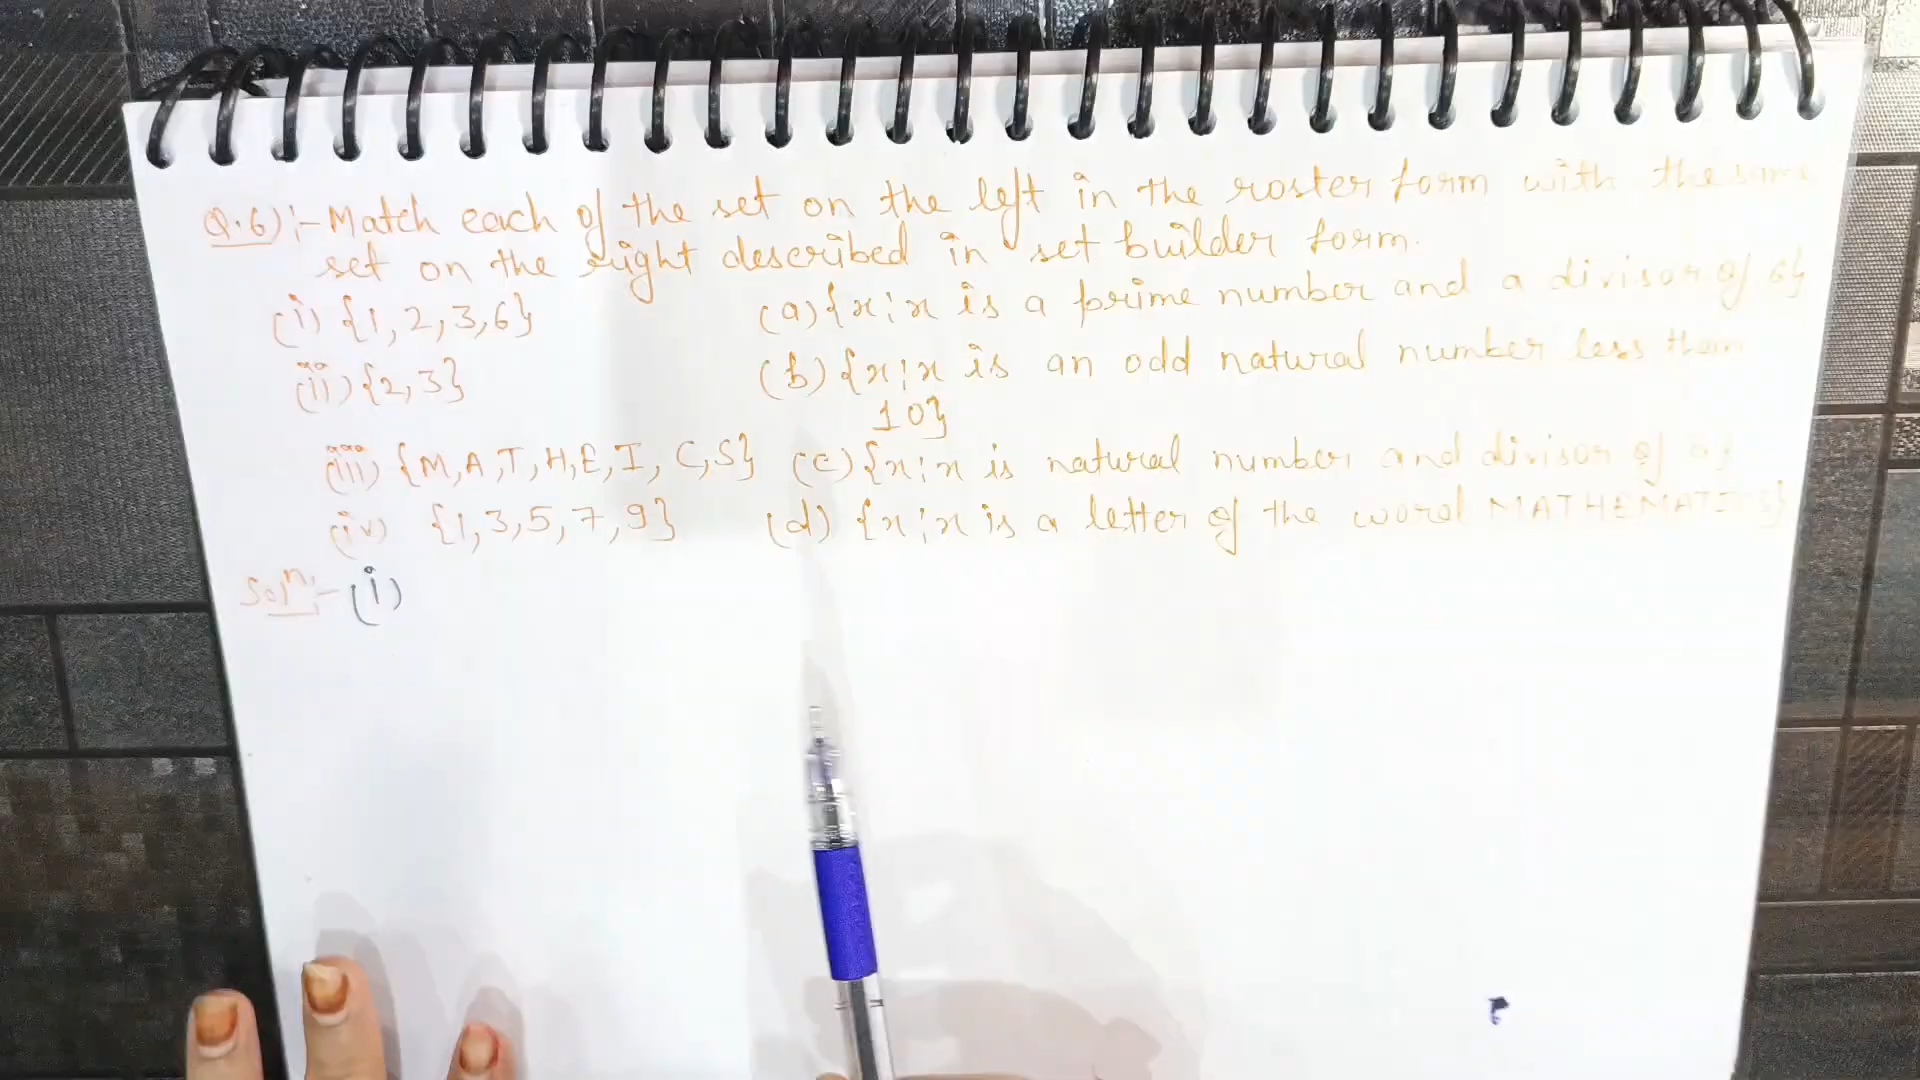 Q.6):- Match each of the set on the left in the roster form with the same
set on the right described in set builder form.
(i) {1,2,3,6} (a) {x:x is a prime number and a divisor of 6}
(ii) {2,3} (b) {x:x is an odd natural number less than
10}
(iii) {M,A,T,H,E,I,C,S} (c) {x:x is natural number and divisor of
(iv) {1,3,5,7,9} (d) {x:x is a letter of the word MATHEMATICS}
Soln:- (i)